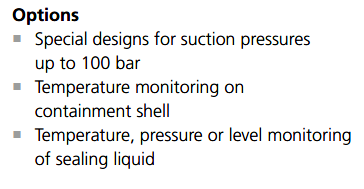 Options
▪ Special designs for suction pressures
up to 100 bar
▪ Temperature monitoring on
containment shell
▪ Temperature, pressure or level monitoring
of sealing liquid